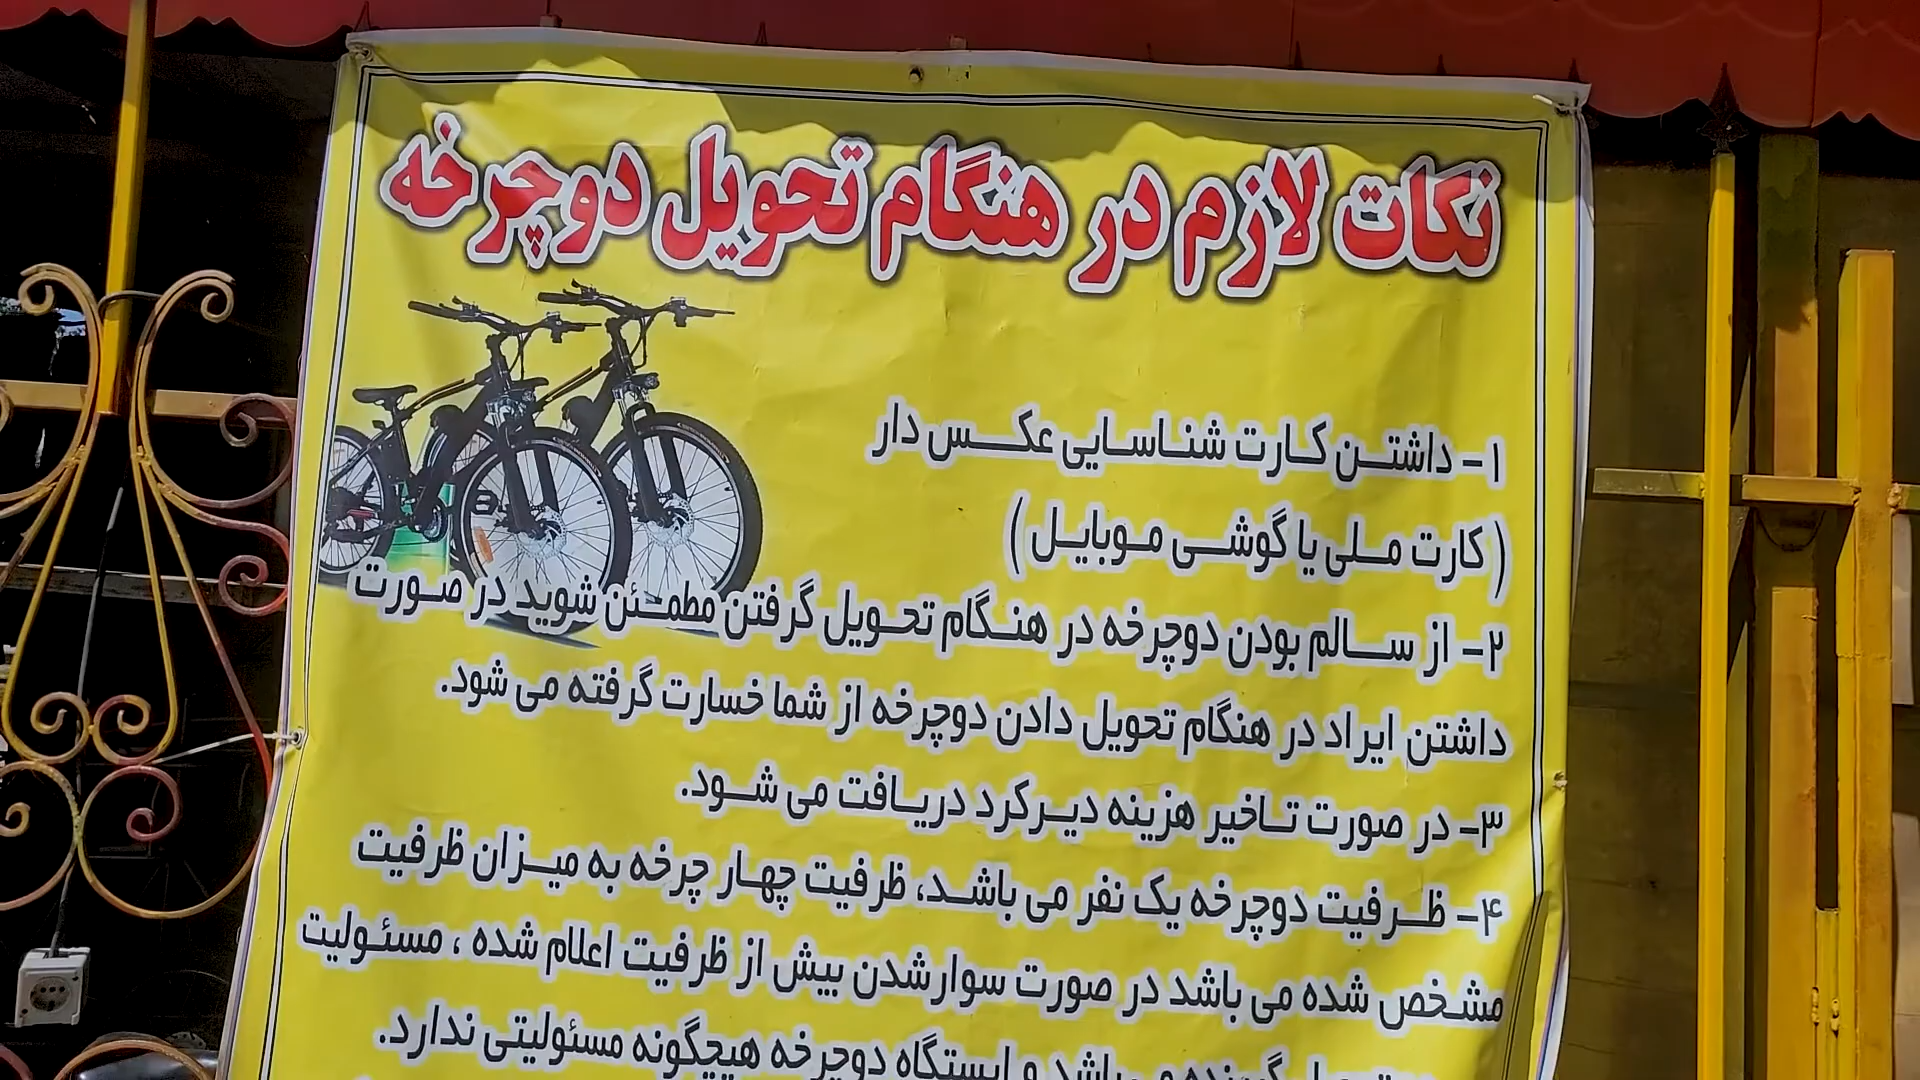 نکات لازم در هنگام تحویل دوچرخه
۱- داشتن کارت شناسایی عکس دار
( کارت ملی یا گوشی موبایل )
۲- از سالم بودن دوچرخه در هنگام تحویل گرفتن مطمئن شوید در صورت
داشتن ایراد در هنگام تحویل دادن دوچرخه از شما خسارت گرفته می شود.
۳- در صورت تاخیر هزینه دیرکرد دریافت می شود.
۴- ظرفیت دوچرخه یک نفر می باشد، ظرفیت چهار چرخه به میزان ظرفیت
مشخص شده می باشد در صورت سوار شدن بیش از ظرفیت اعلام شده ، مسئولیت
و ایستگاه دوچرخه هیچگونه مسئولیتی ندارد.